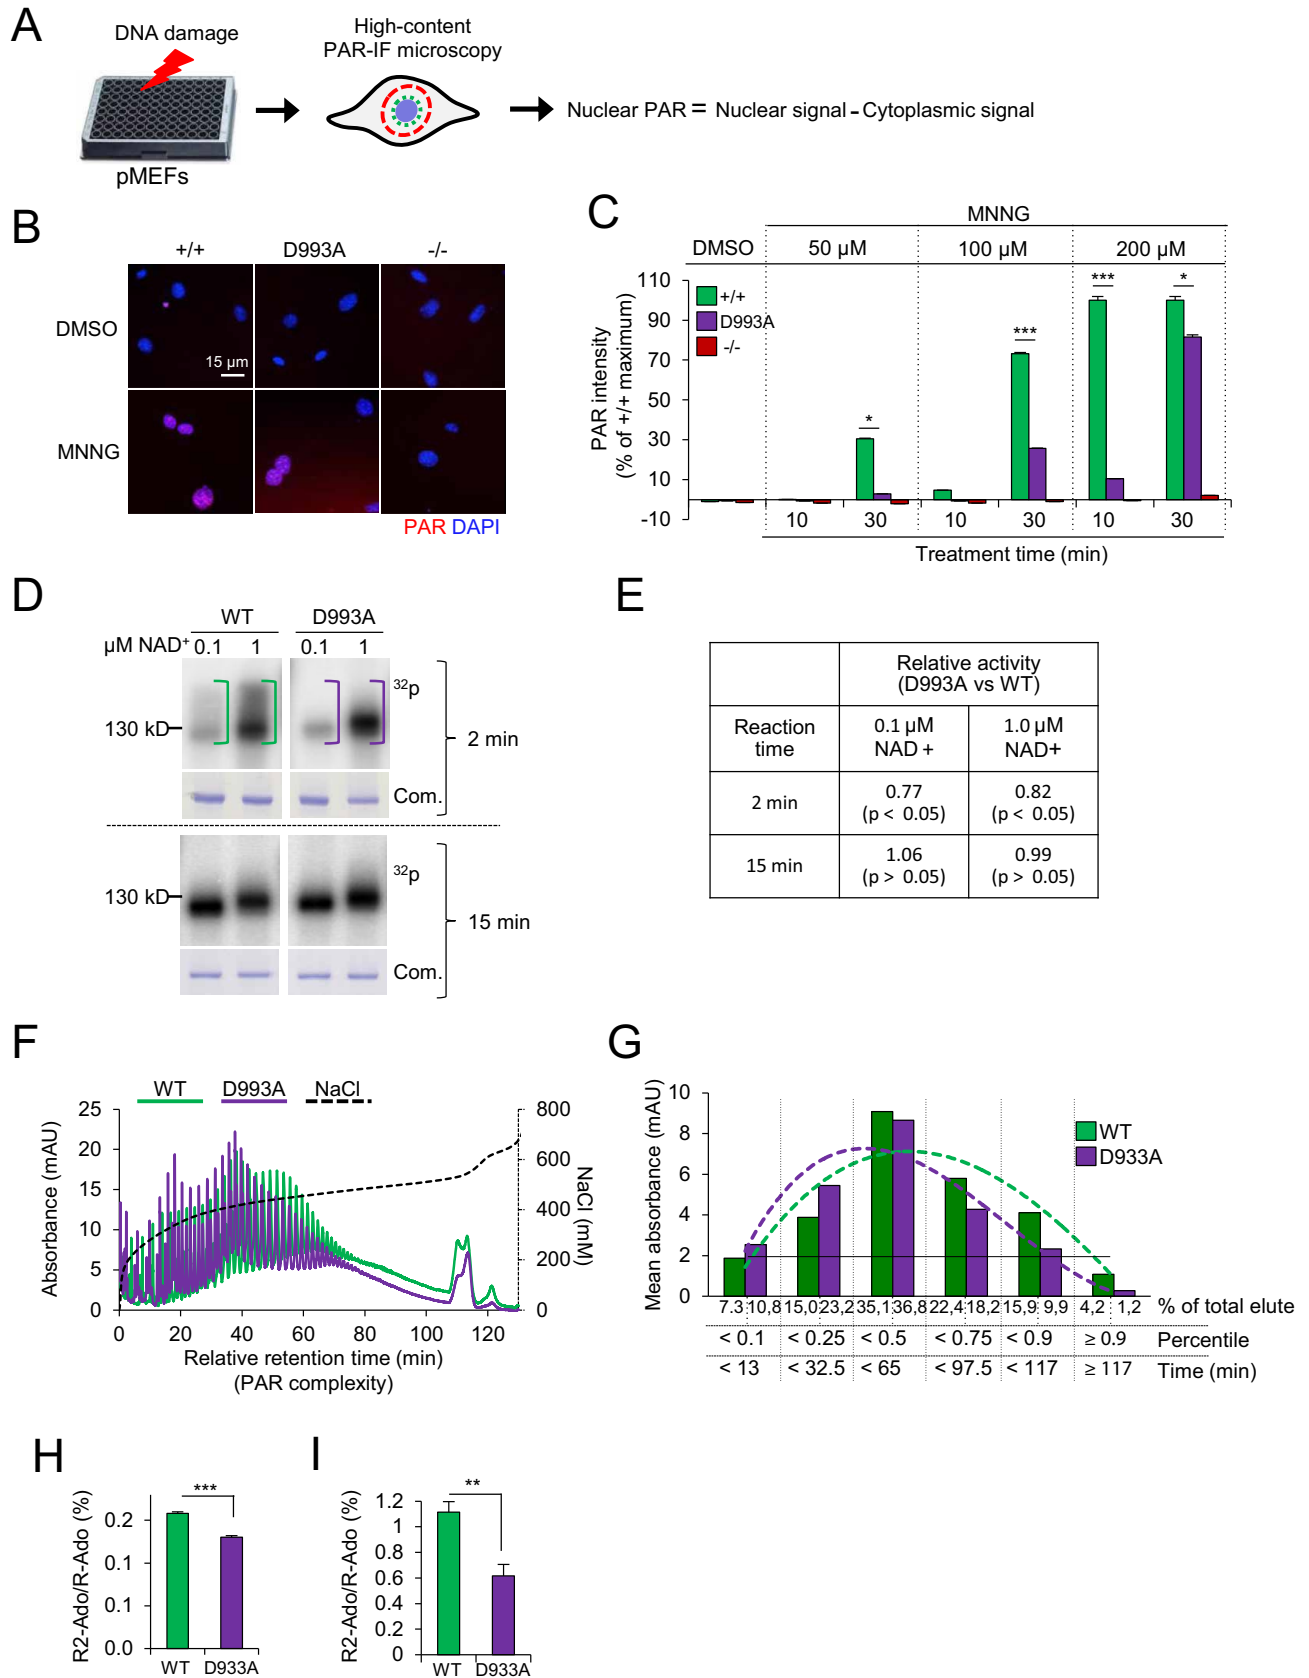 A
DNA damage
High-content
PAR-IF microscopy
Nuclear PAR = Nuclear signal - Cytoplasmic signal
pMEFs
B
+/+ D993A -/-
DMSO
15 µm
MNNG
PAR DAPI
C
MNNG
DMSO 50 µM 100 µM 200 µM
PAR intensity
(% of +/+ maximum)
110
90
70
50
30
10
-10
+/+
D993A
-/-
* *** *** *
10 30 10 30 10 30
Treatment time (min)
D
WT D993A
µM NAD+ 0.1 1 0.1 1
32p
130 kD
2 min
Com.
32p
130 kD
15 min
Com.
E
Relative activity
(D993A vs WT)
Reaction
time
0.1 µM
NAD +
1.0 µM
NAD+
2 min
0.77
(p < 0.05)
0.82
(p < 0.05)
15 min
1.06
(p > 0.05)
0.99
(p > 0.05)
F
WT D993A NaCl
Absorbance (mAU)
25
20
15
10
5
0
800
600
400
200
0
NaCl (mM)
0 20 40 60 80 100 120
Relative retention time (min)
(PAR complexity)
G
Mean absorbance (mAU)
10
8
6
4
2
0
WT
D933A
7.3 10,8 15,0 23,2 35,1 36,8 22,4 18,2 15,9 9,9 4,2 1,2 % of total elute
< 0.1 < 0.25 < 0.5 < 0.75 < 0.9 ≥ 0.9 Percentile
< 13 < 32.5 < 65 < 97.5 < 117 ≥ 117 Time (min)
H
R2-Ado/R-Ado (%)
***
0.2
0.1
0.1
0.0
WT D933A
I
R2-Ado/R-Ado (%)
**
1.2
1
0.8
0.6
0.4
0.2
0
WT D933A